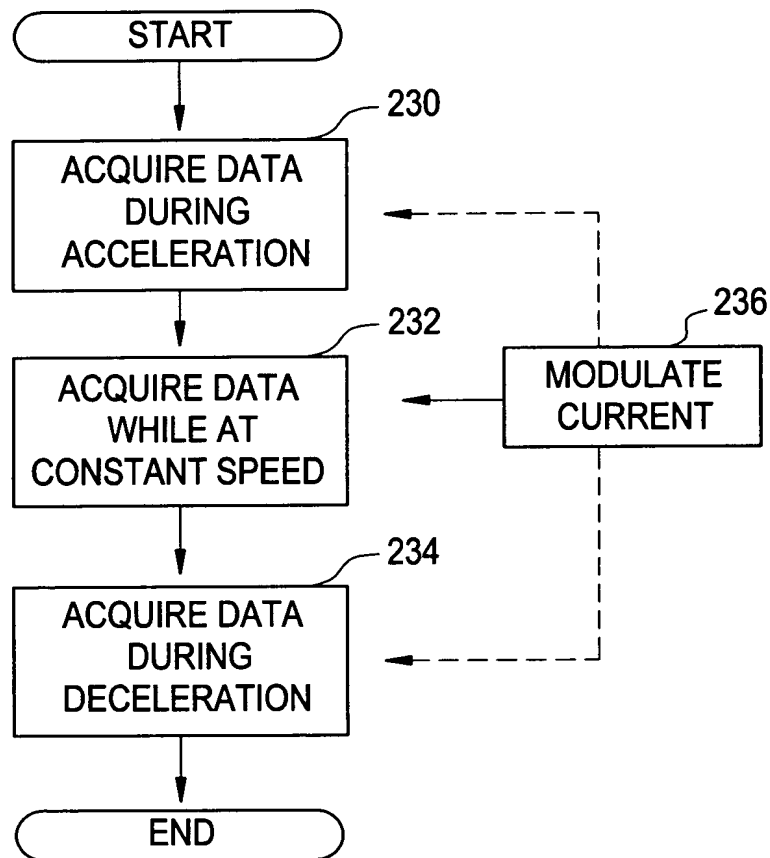 START
230
ACQUIRE DATA
DURING
ACCELERATION
232
ACQUIRE DATA
WHILE AT
CONSTANT SPEED
236
MODULATE
CURRENT
234
ACQUIRE DATA
DURING
DECELERATION
END